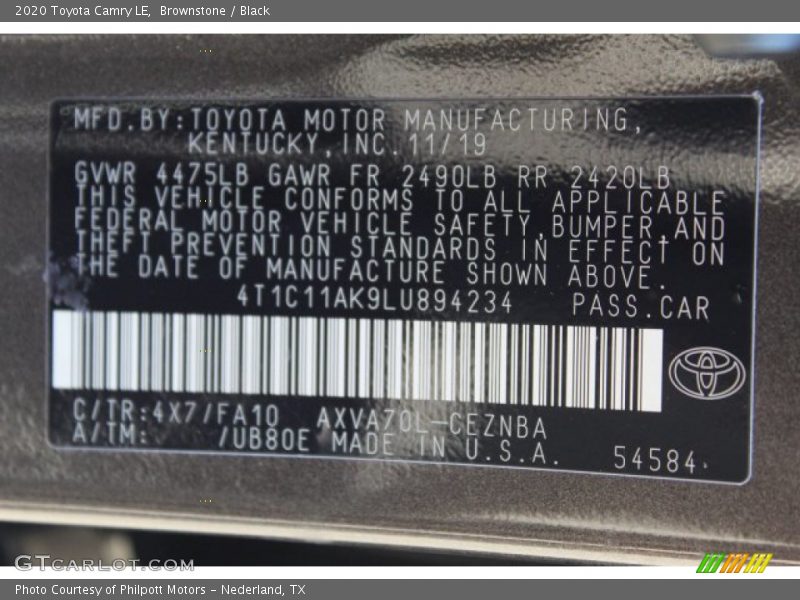 2020 Toyota Camry LE, Brownstone / Black
MFD.BY:TOYOTA MOTOR MANUFACTURING,
KENTUCKY,INC.11/19
GVWR 4475LB GAWR FR 2490LB RR 2420LB
THIS VEHICLE CONFORMS TO ALL APPLICABLE
FEDERAL MOTOR VEHICLE SAFETY,BUMPER,AND
THEFT PREVENTION STANDARDS IN EFFECT ON
THE DATE OF MANUFACTURE SHOWN ABOVE.
4T1C11AK9LU894234 PASS.CAR
C/TR:4X7/FA10 AXVA70L-CEZNBA
A/TM: /UB80E MADE IN U.S.A. 54584
GTCARLOT.COM
Photo Courtesy of Philpott Motors - Nederland, TX